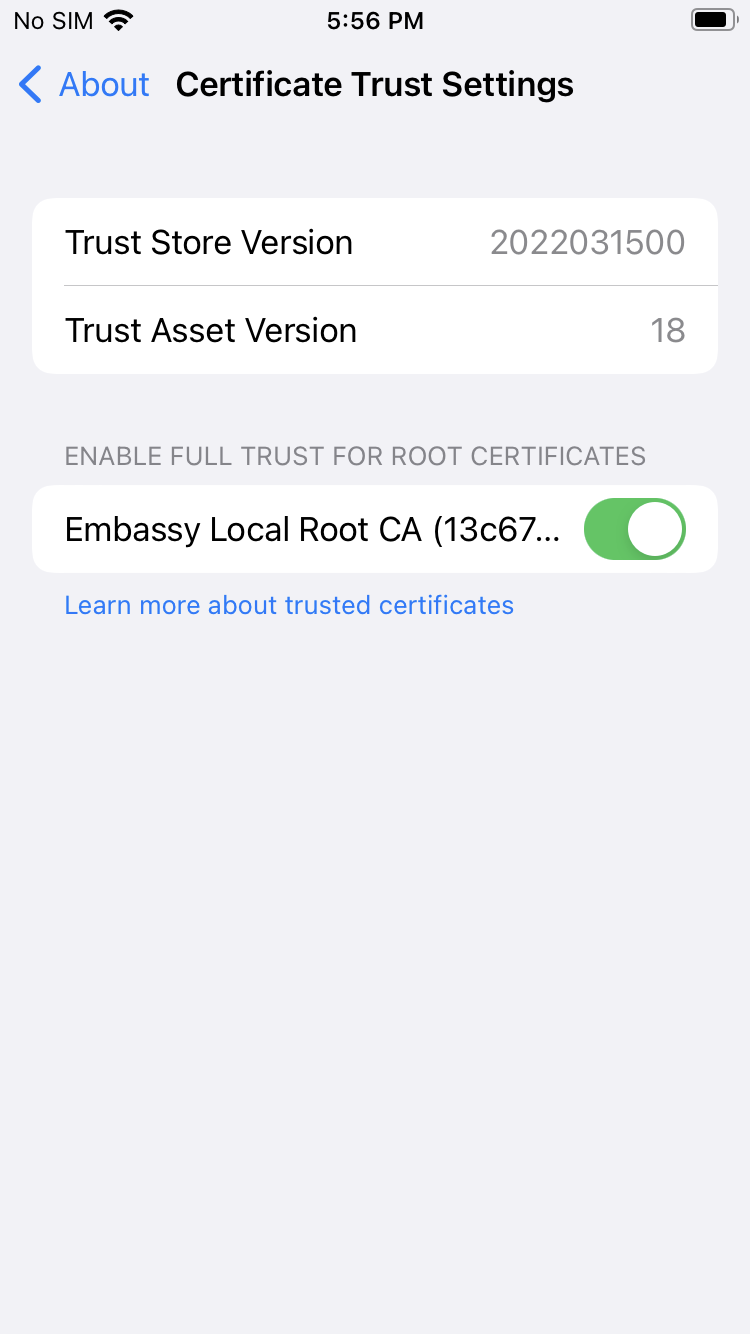 No SIM 5:56 PM
About Certificate Trust Settings
Trust Store Version 2022031500
Trust Asset Version 18
ENABLE FULL TRUST FOR ROOT CERTIFICATES
Embassy Local Root CA (13c67...
Learn more about trusted certificates